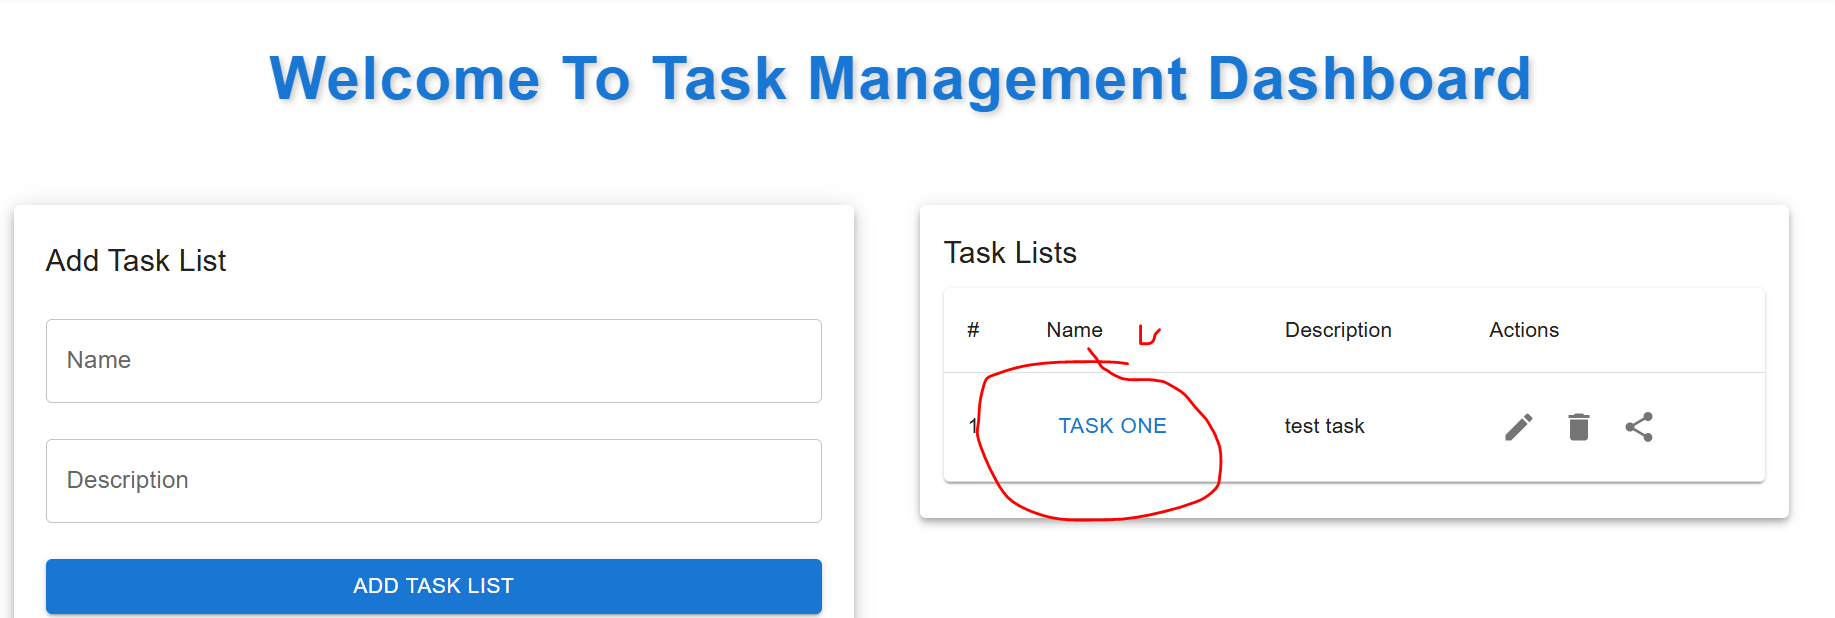 Welcome To Task Management Dashboard
Add Task List
Name
Description
ADD TASK LIST
Task Lists
# Name Description Actions
1 TASK ONE test task